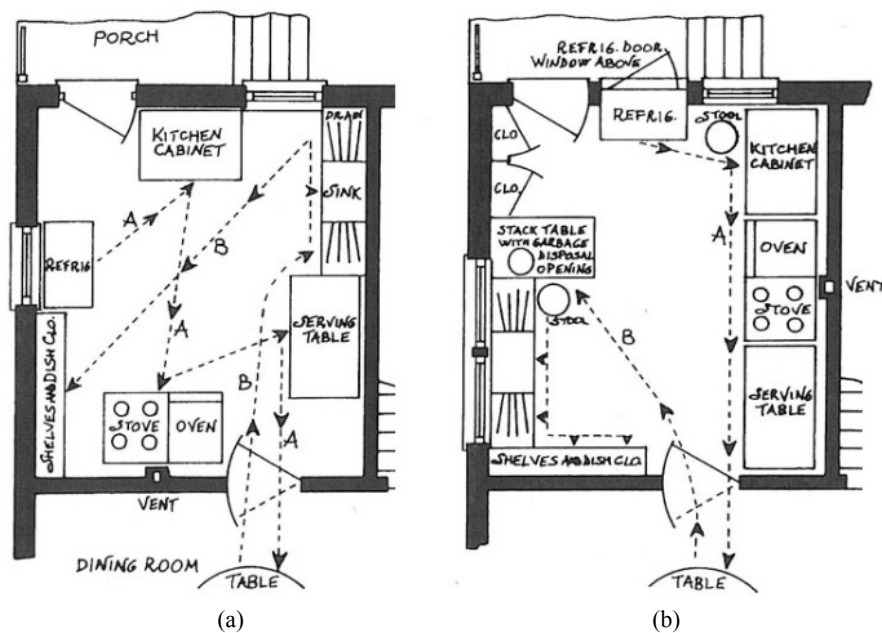 PORCH
KITCHEN
CABINET
DRAIN
SINK
A
B
REFRIG
A
SHELVES AND DISH CLO.
SERVING
TABLE
B
A
STOVE
OVEN
VENT
DINING ROOM
TABLE
(a)
REFRIG. DOOR
WINDOW ABOVE
REFRIG.
STOOL
CLO
CLO.
KITCHEN
CABINET
A
STACK TABLE
WITH GARBAGE
DISPOSAL
OPENING
OVEN
VENT
STOVE
STOOL
B
SERVING
TABLE
SHELVES AND DISH CLO.
TABLE
(b)